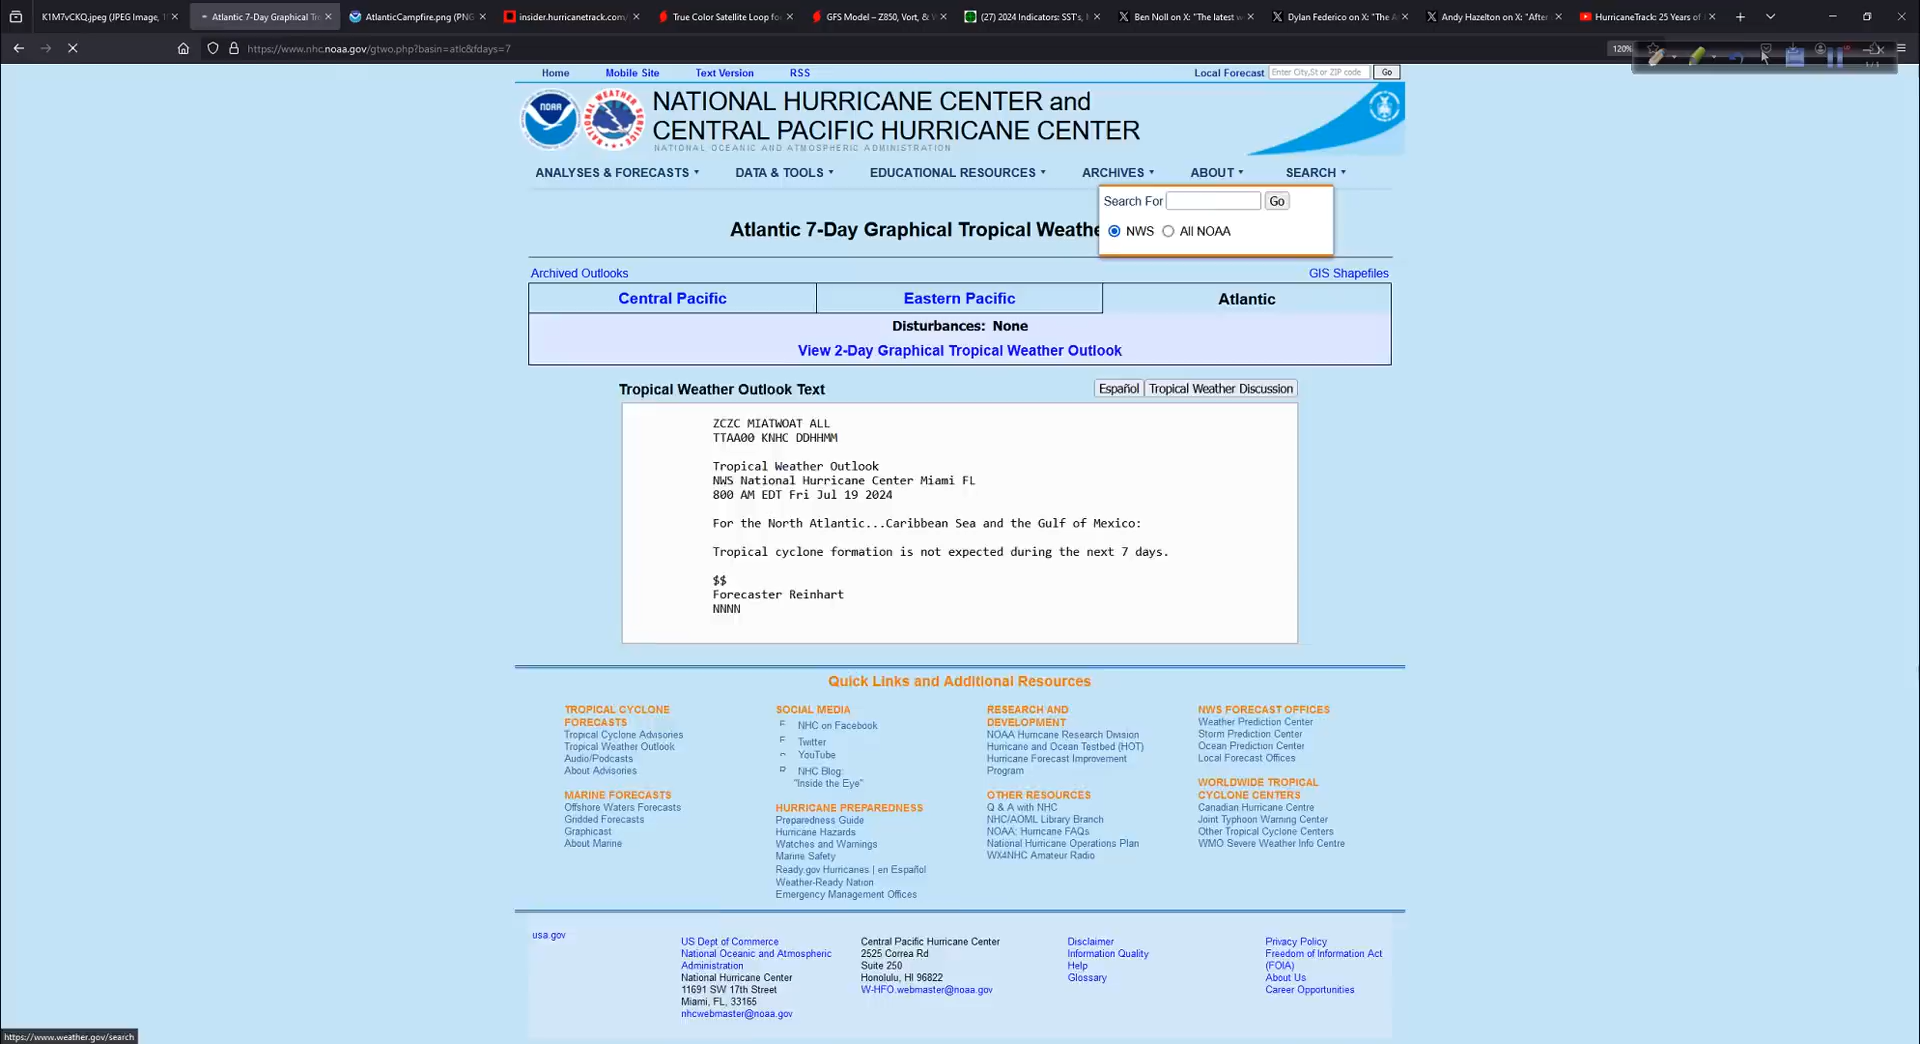 K1M7vCKQ.jpeg (JPEG Image, 1
Atlantic 7-Day Graphical Tr
AtlanticCampfire.png (PNG
insider.hurricanetrack.com/
True Color Satellite Loop fo
GFS Model – Z850, Vort, &
(27) 2024 Indicators: SST's,
Ben Noll on X: "The latest
Dylan Federico on X: "The
Andy Hazelton on X: "After
HurricaneTrack: 25 Years of
https://www.nhc.noaa.gov/gtwo.php?basin=atlc&fdays=7
120%
Home Mobile Site Text Version RSS
Local Forecast Enter City,St or ZIP code Go
NATIONAL HURRICANE CENTER and
CENTRAL PACIFIC HURRICANE CENTER
NATIONAL OCEANIC AND ATMOSPHERIC ADMINISTRATION
NOAA
ANALYSES & FORECASTS DATA & TOOLS EDUCATIONAL RESOURCES ARCHIVES ABOUT SEARCH
Search For Go
NWS All NOAA
Atlantic 7-Day Graphical Tropical Weathe
Archived Outlooks GIS Shapefiles
Central Pacific Eastern Pacific Atlantic
Disturbances: None
View 2-Day Graphical Tropical Weather Outlook
Tropical Weather Outlook Text Español Tropical Weather Discussion
ZCZC MIATWOAT ALL
TTAA00 KNHC DDHHMM
Tropical Weather Outlook
NWS National Hurricane Center Miami FL
800 AM EDT Fri Jul 19 2024
For the North Atlantic...Caribbean Sea and the Gulf of Mexico:
Tropical cyclone formation is not expected during the next 7 days.
$$
Forecaster Reinhart
NNNN
Quick Links and Additional Resources
TROPICAL CYCLONE
FORECASTS
Tropical Cyclone Advisories
Tropical Weather Outlook
Audio/Podcasts
About Advisories
MARINE FORECASTS
Offshore Waters Forecasts
Gridded Forecasts
Graphicast
About Marine
SOCIAL MEDIA
NHC on Facebook
Twitter
YouTube
NHC Blog:
"Inside the Eye"
HURRICANE PREPAREDNESS
Preparedness Guide
Hurricane Hazards
Watches and Warnings
Marine Safety
Ready.gov Hurricanes | en Español
Weather-Ready Nation
Emergency Management Offices
RESEARCH AND
DEVELOPMENT
NOAA Hurricane Research Division
Hurricane and Ocean Testbed (HOT)
Hurricane Forecast Improvement
Program
OTHER RESOURCES
Q & A with NHC
NHC/AOML Library Branch
NOAA: Hurricane FAQs
National Hurricane Operations Plan
WX4NHC Amateur Radio
NWS FORECAST OFFICES
Weather Prediction Center
Storm Prediction Center
Ocean Prediction Center
Local Forecast Offices
WORLDWIDE TROPICAL
CYCLONE CENTERS
Canadian Hurricane Centre
Joint Typhoon Warning Center
Other Tropical Cyclone Centers
WMO Severe Weather Info Centre
usa.gov
US Dept of Commerce
National Oceanic and Atmospheric
Administration
National Hurricane Center
11691 SW 17th Street
Miami, FL, 33165
nhcwebmaster@noaa.gov
Central Pacific Hurricane Center
2525 Correa Rd
Suite 250
Honolulu, HI 96822
W-HFO.webmaster@noaa.gov
Disclaimer
Information Quality
Help
Glossary
Privacy Policy
Freedom of Information Act
(FOIA)
About Us
Career Opportunities
https://www.weather.gov/search